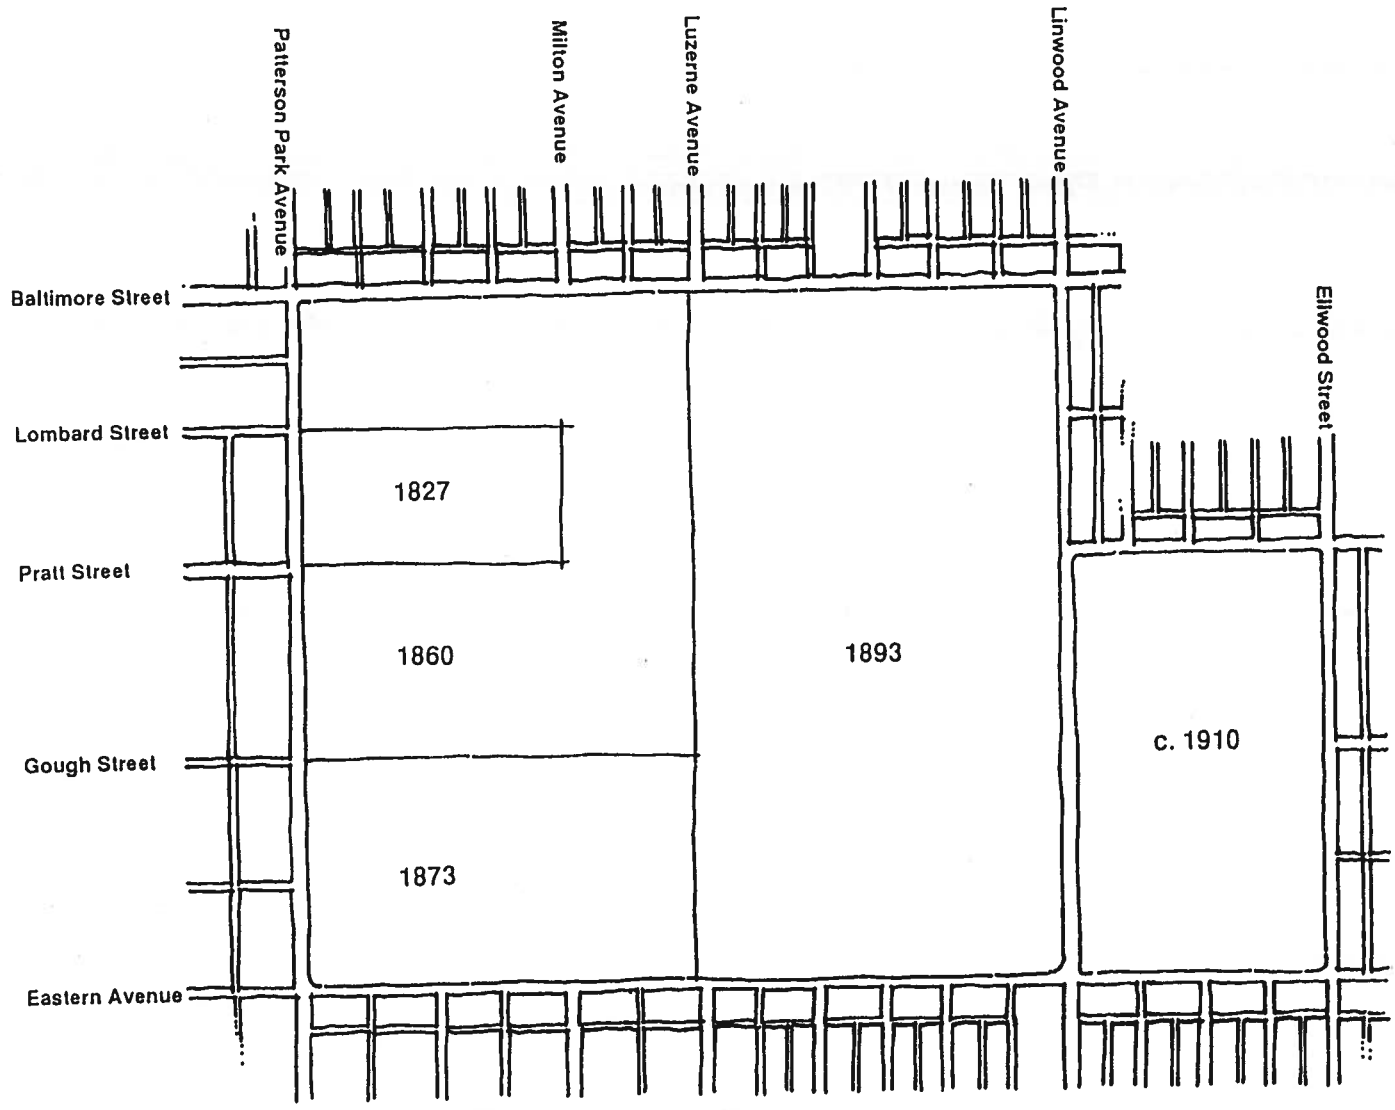 Patterson Park Avenue
Milton Avenue
Luzerne Avenue
Linwood Avenue
Ellwood Street
Baltimore Street
Lombard Street
Pratt Street
Gough Street
Eastern Avenue
1827
1860
1893
c. 1910
1873